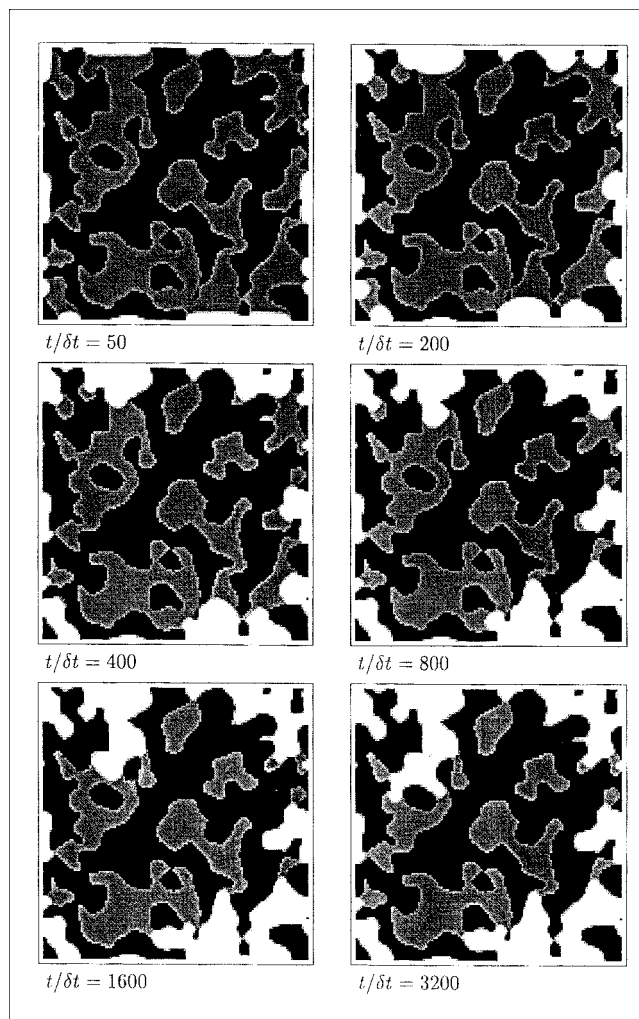 t/δt = 50
t/δt = 200
t/δt = 400
t/δt = 800
t/δt = 1600
t/δt = 3200